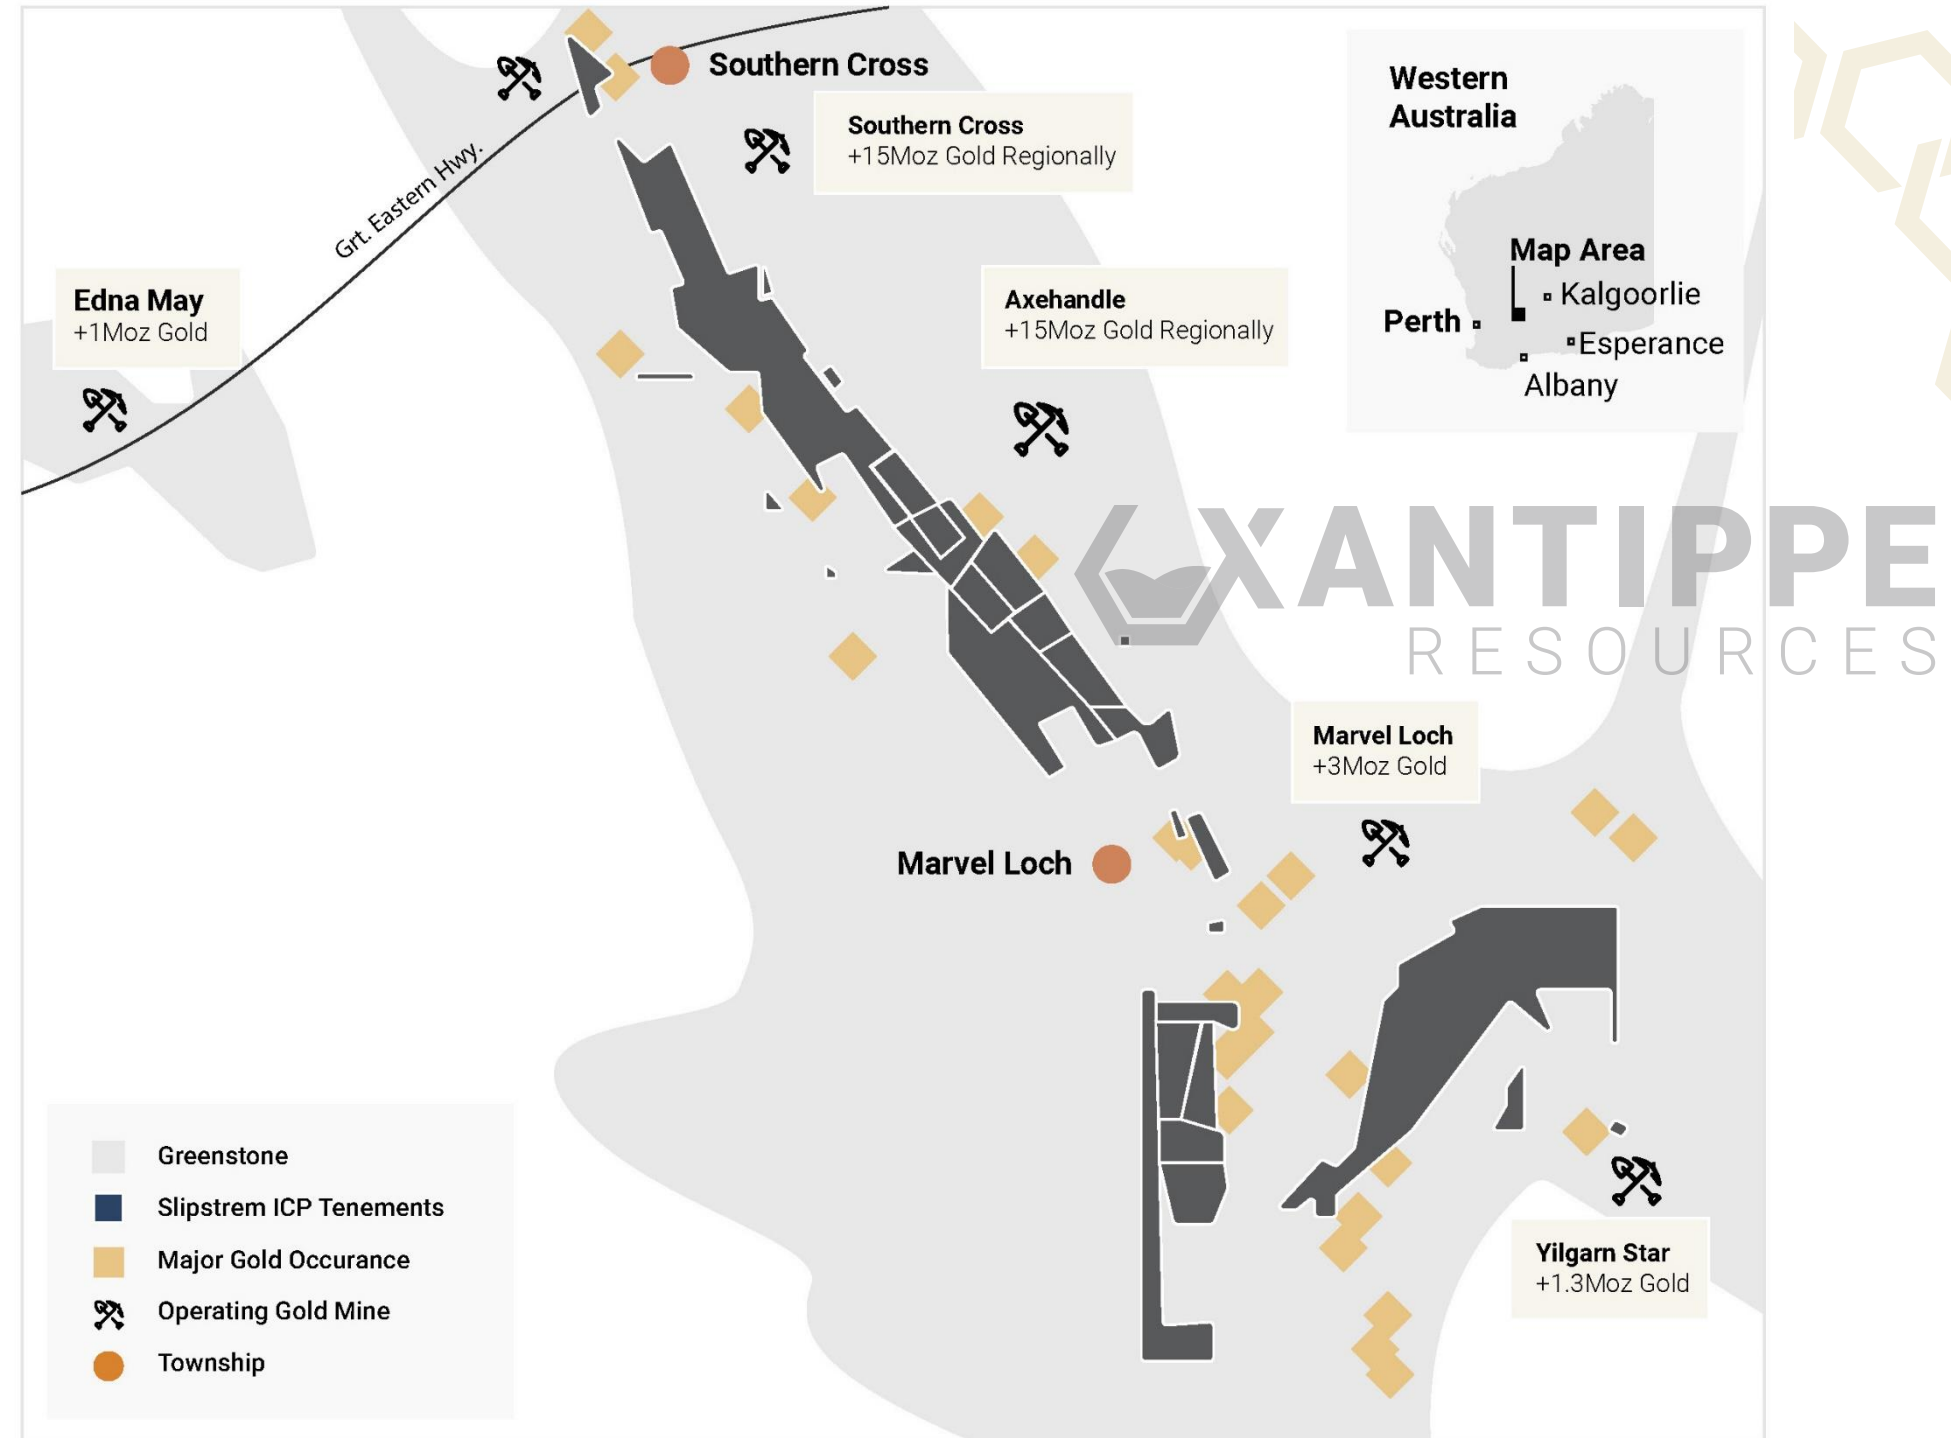 Southern Cross
Southern Cross
+15Moz Gold Regionally
Grt. Eastern Hwy.
Edna May
+1Moz Gold
Axehandle
+15Moz Gold Regionally
Western
Australia
Map Area
Kalgoorlie
Perth
Esperance
Albany
XANTIPPE
RESOURCES
Marvel Loch
+3Moz Gold
Marvel Loch
Yilgarn Star
+1.3Moz Gold
Greenstone
Slipstrem ICP Tenements
Major Gold Occurance
Operating Gold Mine
Township